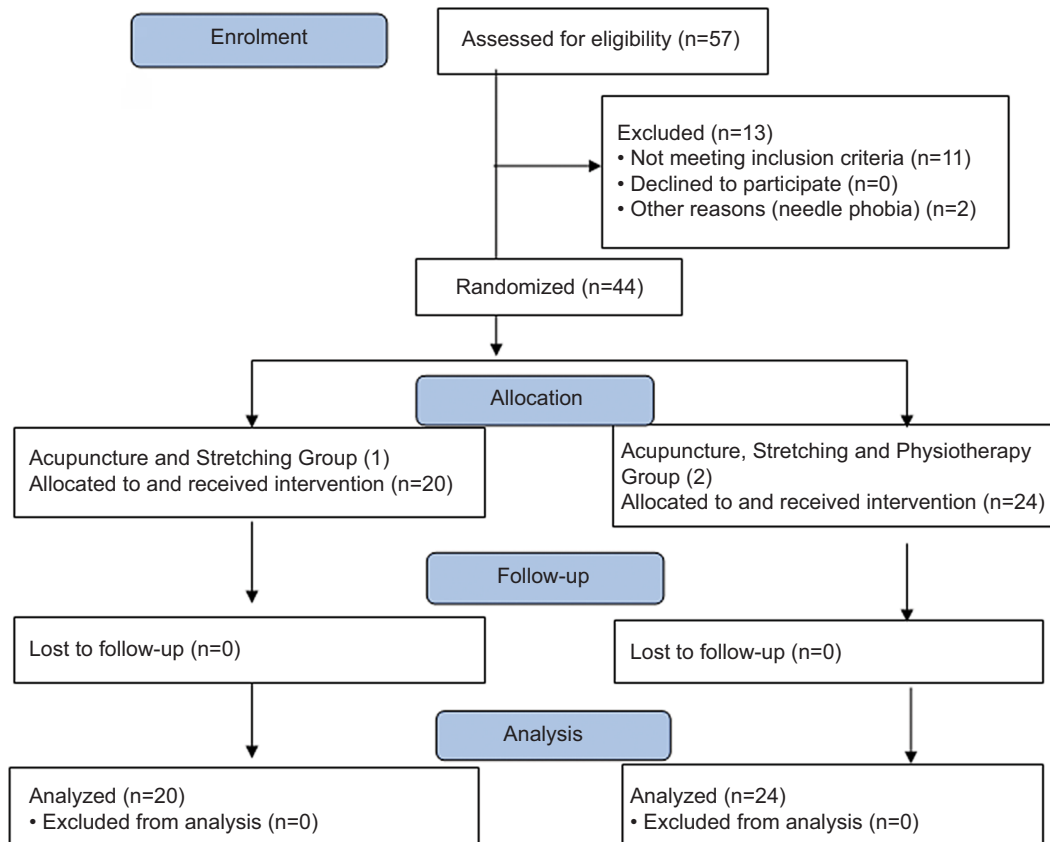 Enrolment
Assessed for eligibility (n=57)
Excluded (n=13)
• Not meeting inclusion criteria (n=11)
• Declined to participate (n=0)
• Other reasons (needle phobia) (n=2)
Randomized (n=44)
Allocation
Acupuncture and Stretching Group (1)
Allocated to and received intervention (n=20)
Acupuncture, Stretching and Physiotherapy
Group (2)
Allocated to and received intervention (n=24)
Follow-up
Lost to follow-up (n=0)
Lost to follow-up (n=0)
Analysis
Analyzed (n=20)
• Excluded from analysis (n=0)
Analyzed (n=24)
• Excluded from analysis (n=0)